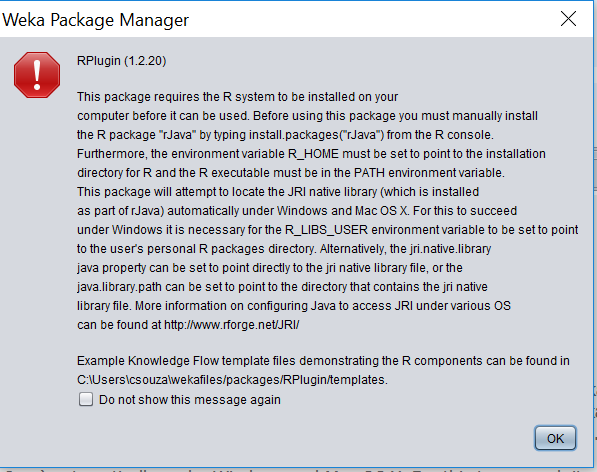 Weka Package Manager
RPlugin (1.2.20)
This package requires the R system to be installed on your
computer before it can be used. Before using this package you must manually install
the R package "rJava" by typing install.packages("rJava") from the R console.
Furthermore, the environment variable R_HOME must be set to point to the installation
directory for R and the R executable must be in the PATH environment variable.
This package will attempt to locate the JRI native library (which is installed
as part of rJava) automatically under Windows and Mac OS X. For this to succeed
under Windows it is necessary for the R_LIBS_USER environment variable to be set to point
to the user's personal R packages directory. Alternatively, the jri.native.library
java property can be set to point directly to the jri native library file, or the
java.library.path can be set to point to the directory that contains the jri native
library file. More information on configuring Java to access JRI under various OS
can be found at http://www.rforge.net/JRI/
Example Knowledge Flow template files demonstrating the R components can be found in
C:\Users\csouza\wekafiles/packages/RPlugin/templates.
Do not show this message again
OK